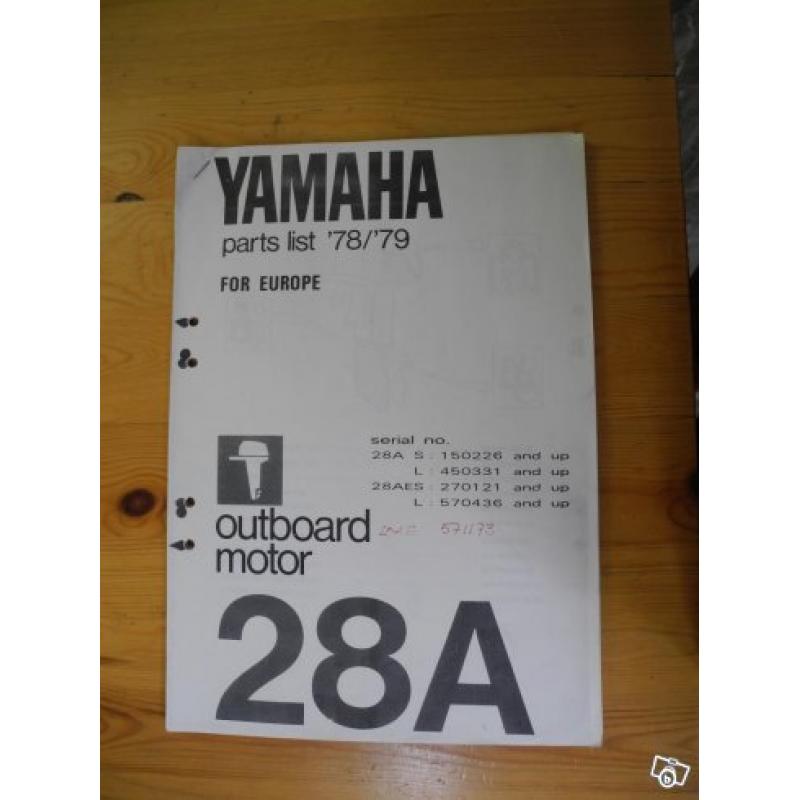 YAMAHA
parts list '78/'79
FOR EUROPE
serial no.
28A S : 150226 and up
L : 450331 and up
28AES : 270121 and up
L : 570436 and up
outboard
571173
motor
28A